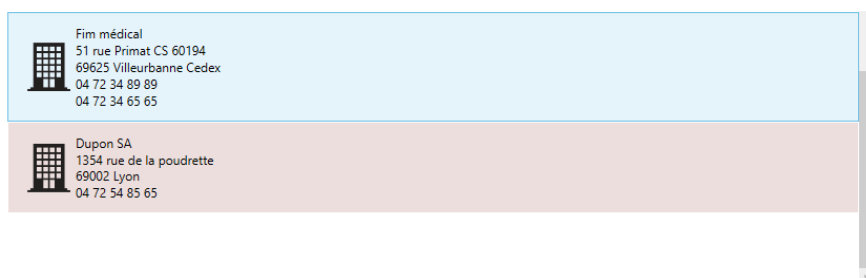 Fim médical
51 rue Primat CS 60194
69625 Villeurbanne Cedex
04 72 34 89 89
04 72 34 65 65
Dupon SA
1354 rue de la poudrette
69002 Lyon
04 72 54 85 65